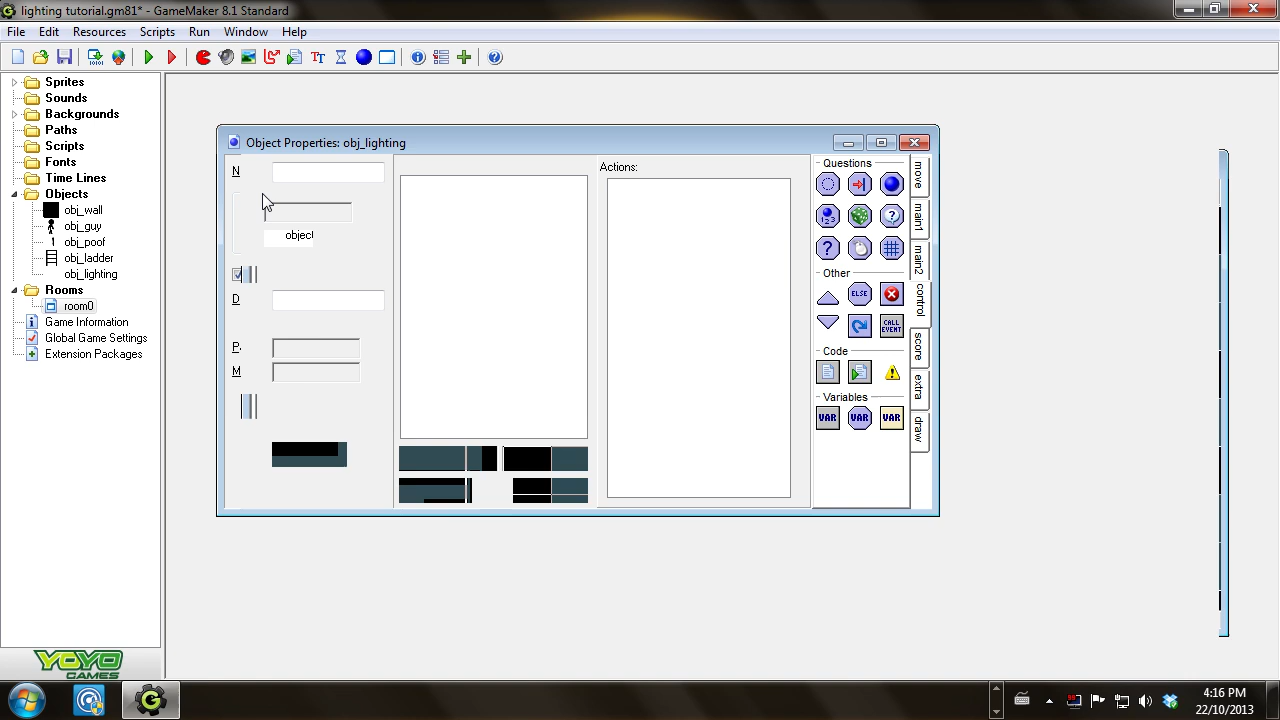 lighting tutorial.gm81* - GameMaker 8.1 Standard
File Edit Resources Scripts Run Window Help
Sprites
Sounds
Backgrounds
Paths
Scripts
Fonts
Time Lines
Objects
obj_wall
obj_guy
obj_poof
obj_ladder
obj_lighting
Rooms
room0
Game Information
Global Game Settings
Extension Packages
YOYO
GAMES
Object Properties: obj_lighting
N
object
D
P
M
Actions:
Questions
Other
ELSE
CALL
EVENT
Code
Variables
VAR VAR VAR
move
main1
main2
control
score
extra
draw
4:16 PM
22/10/2013